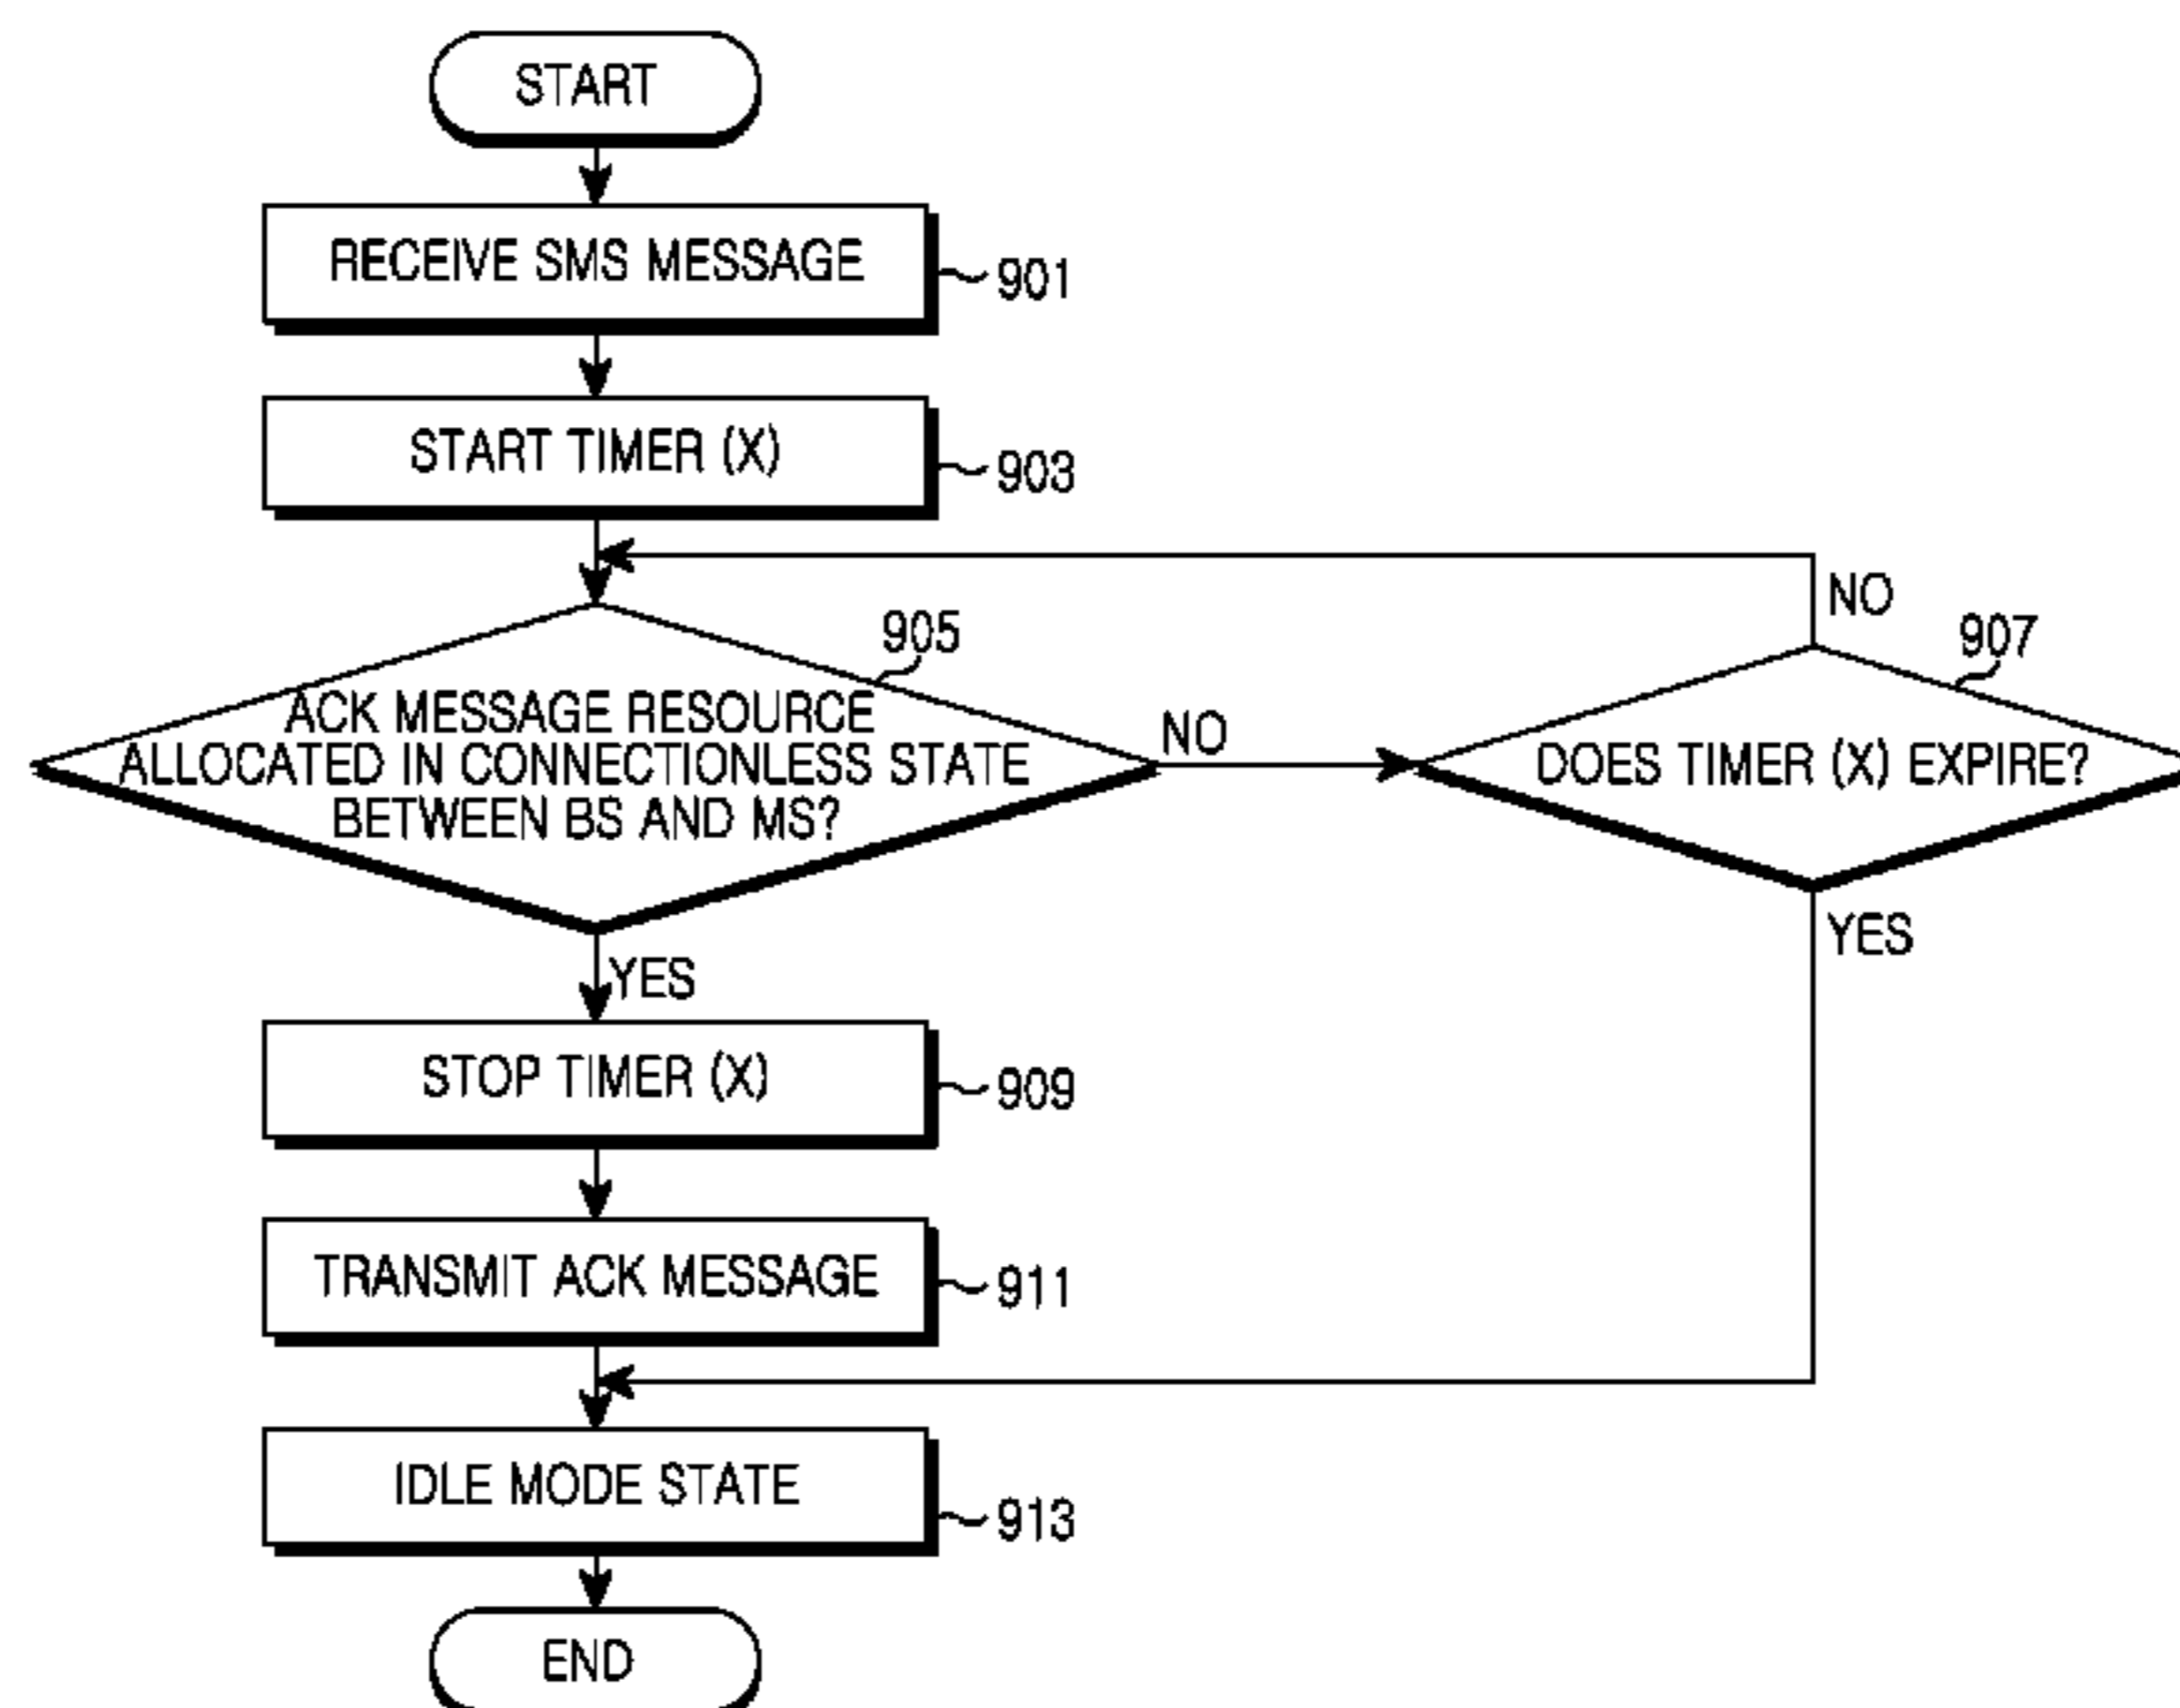 START
RECEIVE SMS MESSAGE
901
START TIMER (X)
903
NO
905
907
ACK MESSAGE RESOURCE
ALLOCATED IN CONNECTIONLESS STATE
BETWEEN BS AND MS?
NO
DOES TIMER (X) EXPIRE?
YES
YES
STOP TIMER (X)
909
TRANSMIT ACK MESSAGE
911
IDLE MODE STATE
913
END